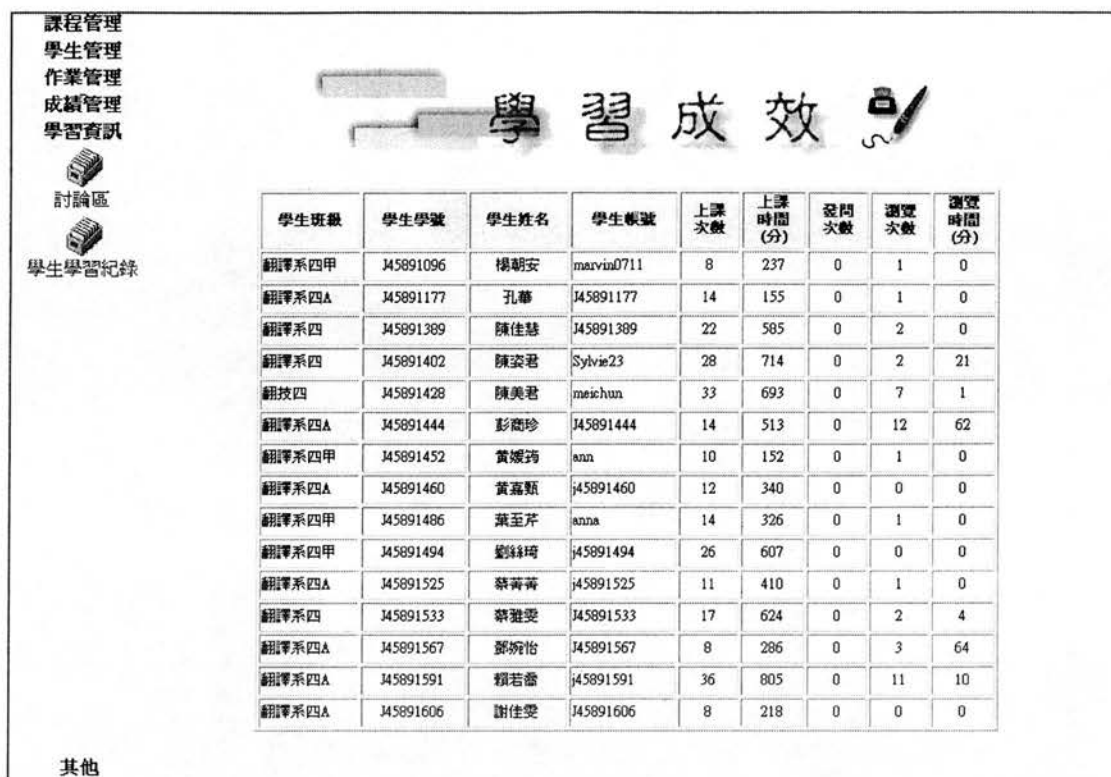 課程管理
學生管理
作業管理
成績管理
學習資訊
討論區
學生學習紀錄
其他
學習成效
學生班級 學生學號 學生姓名 學生帳號 上課次數 上課時間(分) 發問次數 瀏覽次數 瀏覽時間(分)
翻譯系四甲 J45891096 楊朝安 marvin0711 8 237 0 1 0
翻譯系四A J45891177 孔華 J45891177 14 155 0 1 0
翻譯系四 J45891389 陳佳慧 J45891389 22 585 0 2 0
翻譯系四 J45891402 陳姿君 Sylvie23 28 714 0 2 21
翻技四 J45891428 陳美君 meichun 33 693 0 7 1
翻譯系四A J45891444 彭商珍 J45891444 14 513 0 12 62
翻譯系四甲 J45891452 黃媛筠 ann 10 152 0 1 0
翻譯系四A J45891460 黃嘉甄 j45891460 12 340 0 0 0
翻譯系四甲 J45891486 葉至芹 anna 14 326 0 1 0
翻譯系四甲 J45891494 劉絲琦 j45891494 26 607 0 0 0
翻譯系四A J45891525 蔡菁菁 j45891525 11 410 0 1 0
翻譯系四 J45891533 蔡雅雯 J45891533 17 624 0 2 4
翻譯系四A J45891567 鄭婉怡 J45891567 8 286 0 3 64
翻譯系四A J45891591 賴若 j45891591 36 805 0 11 10
翻譯系四A J45891606 謝佳雯 J45891606 8 218 0 0 0